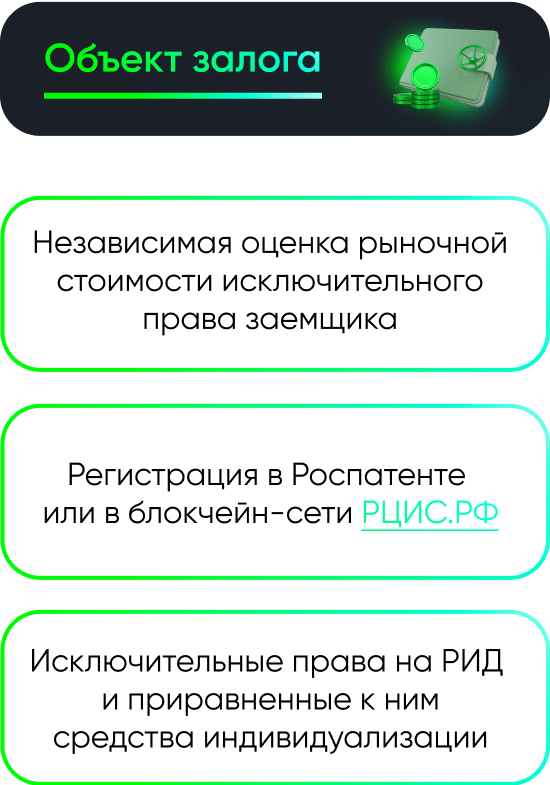 Объект залога
Независимая оценка рыночной
стоимости исключительного
права заемщика
Регистрация в Роспатенте
или в блокчейн-сети РЦИС.РФ
Исключительные права на РИД
и приравненные к ним
средства индивидуализации